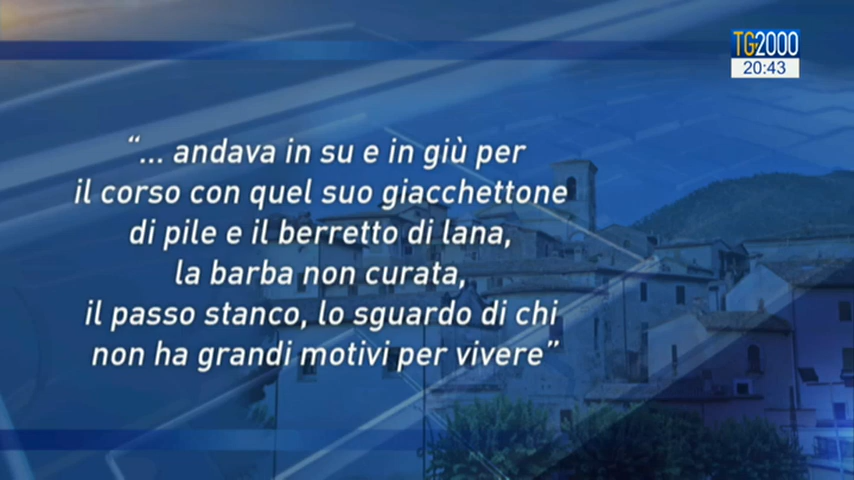 TG2000
20:43
“... andava in su e in giù per
il corso con quel suo giacchettone
di pile e il berretto di lana,
la barba non curata,
il passo stanco, lo sguardo di chi
non ha grandi motivi per vivere”